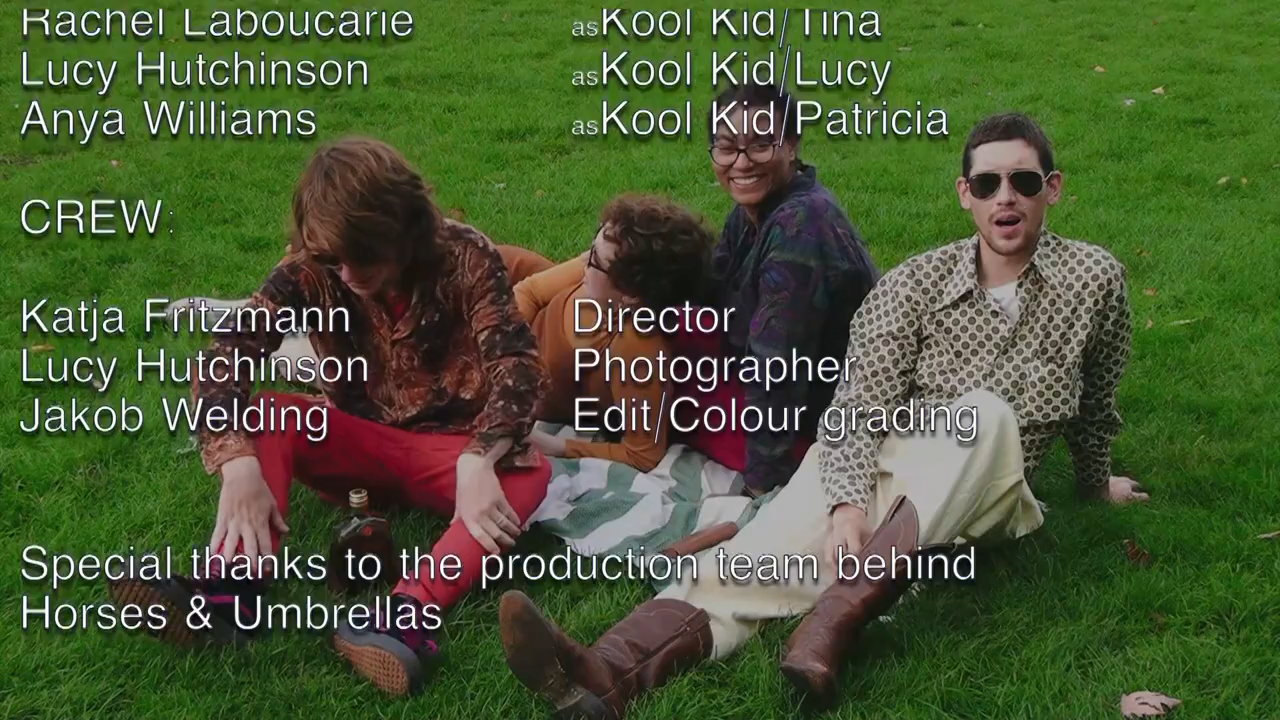 Rachel Laboucarie as Kool Kid/Tina
Lucy Hutchinson as Kool Kid/Lucy
Anya Williams as Kool Kid/Patricia
CREW:
Katja Fritzmann Director
Lucy Hutchinson Photographer
Jakob Welding Edit/Colour grading
Special thanks to the production team behind
Horses & Umbrellas